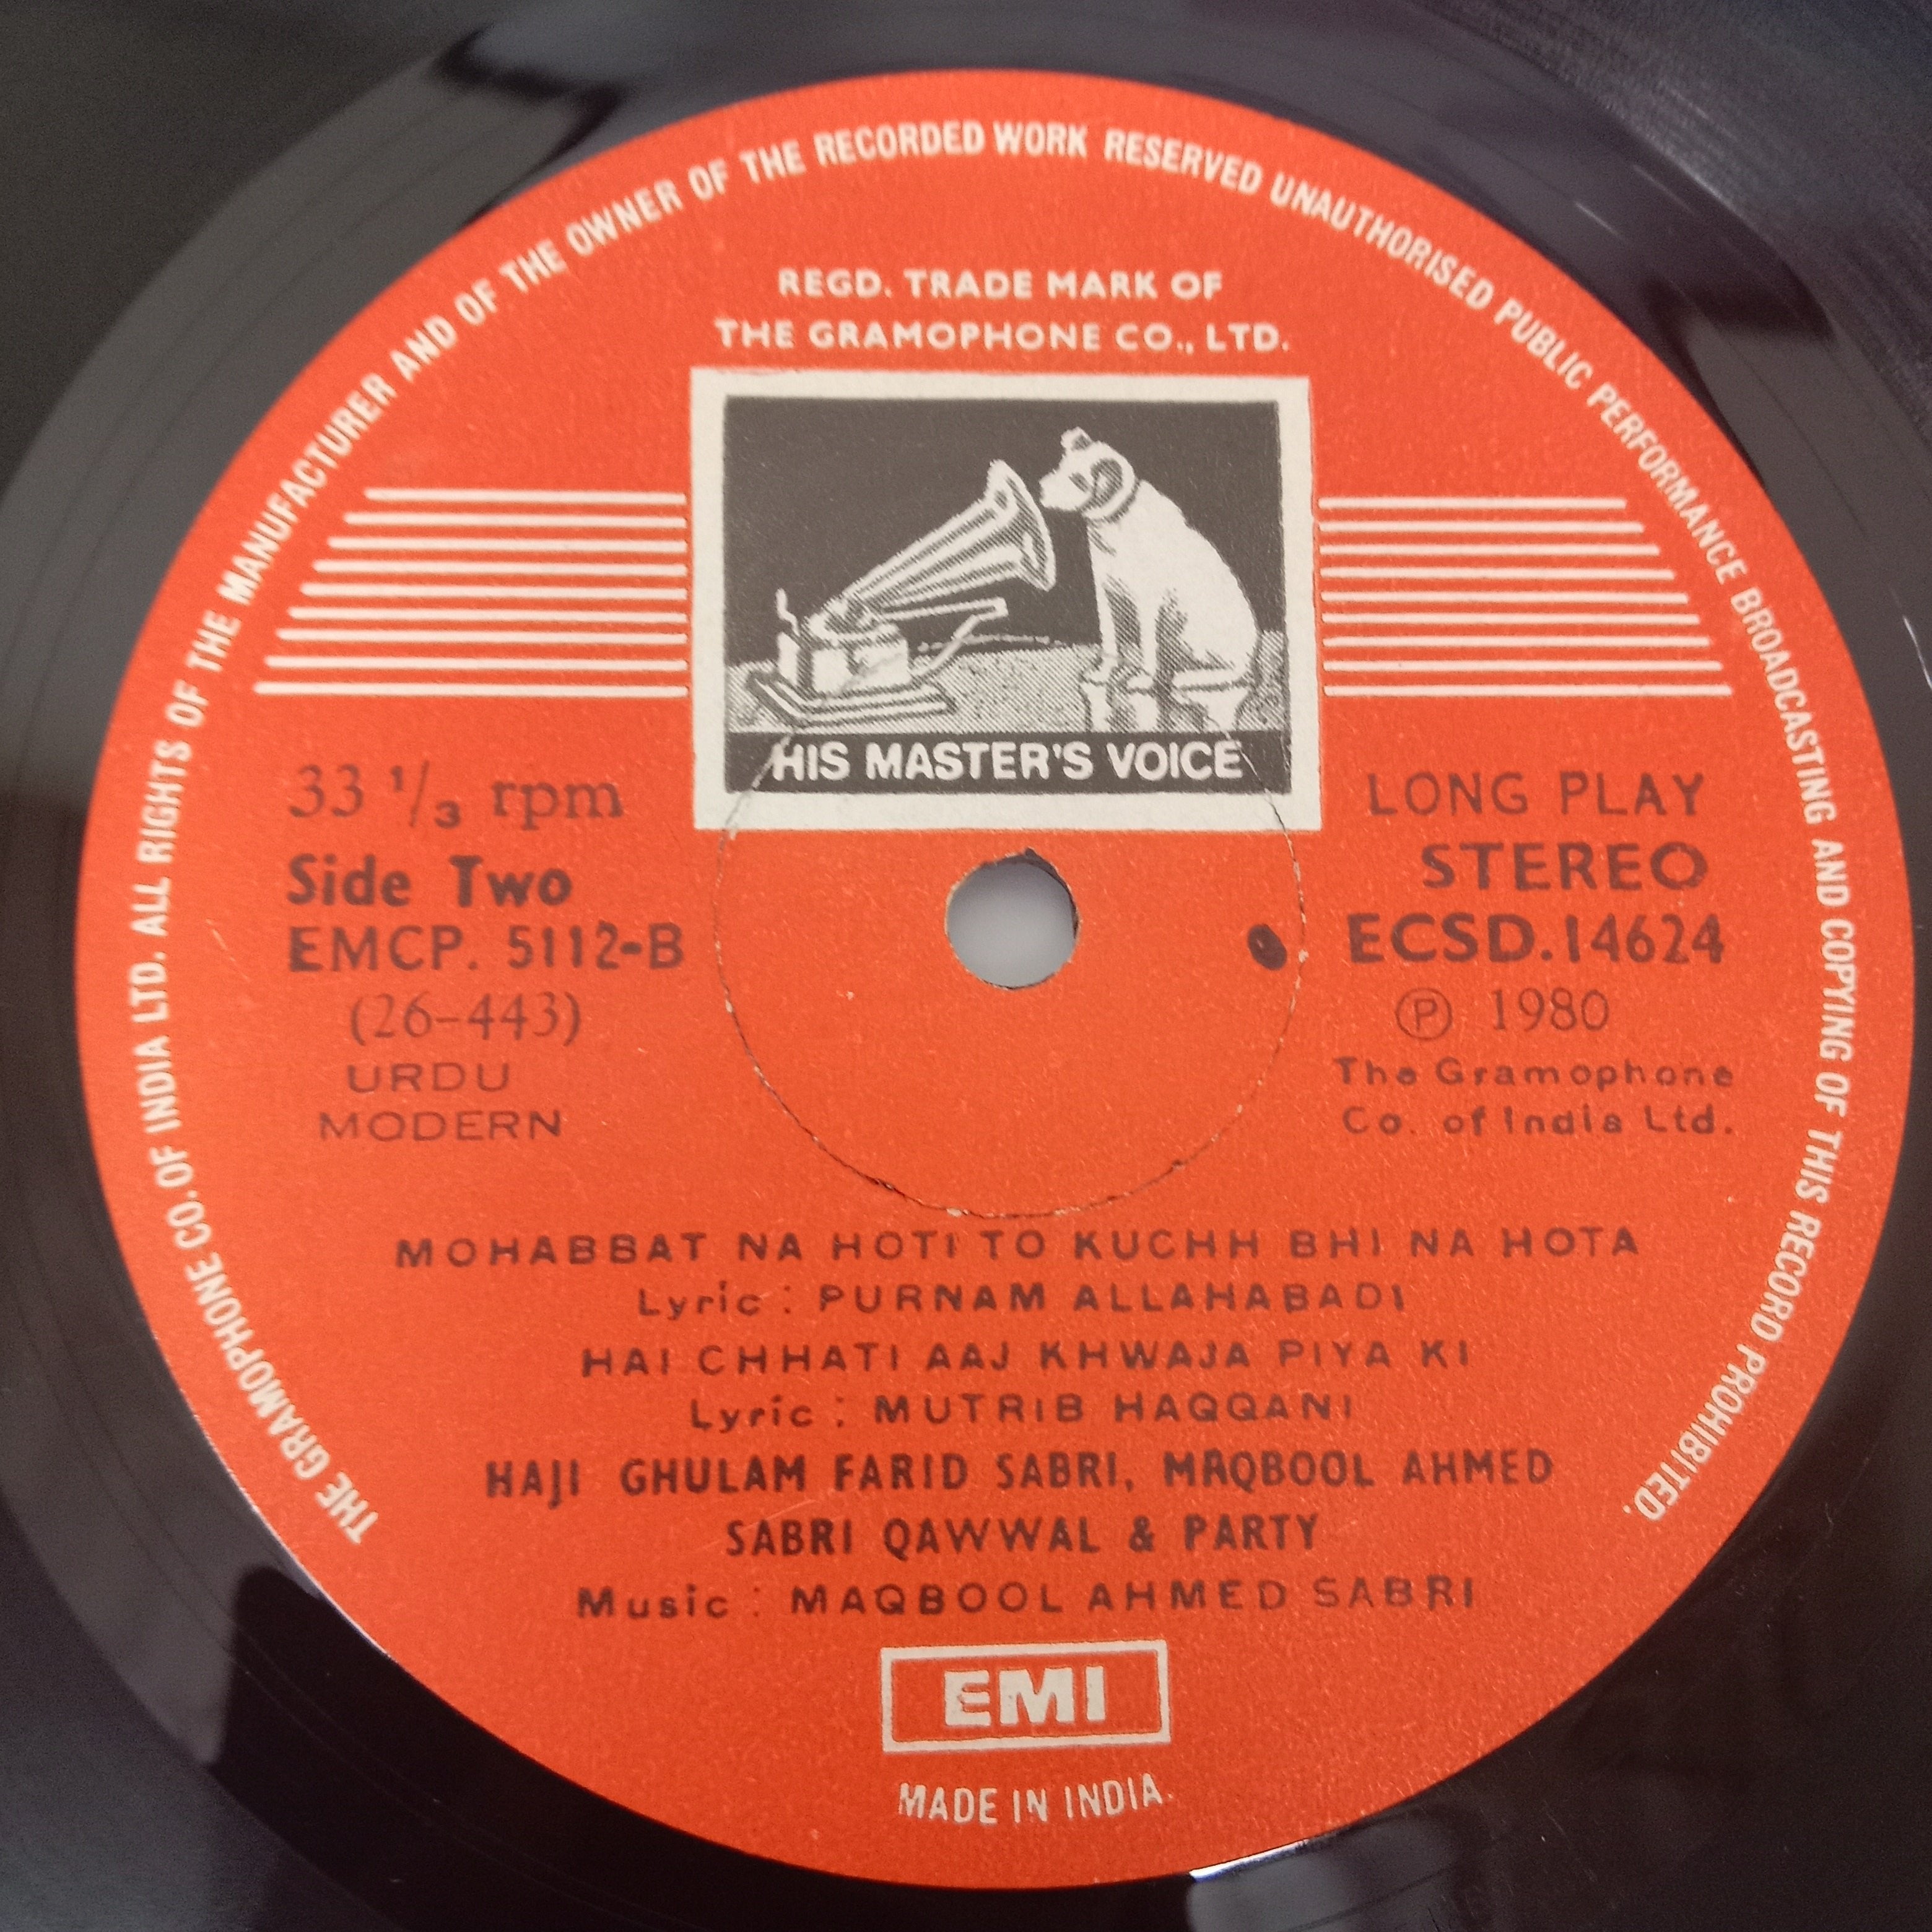 THE GRAMOPHONE CO. OF INDIA LTD. ALL RIGHTS OF THE MANUFACTURER AND OF THE OWNER OF THE RECORDED WORK RESERVED UNAUTHORISED PUBLIC PERFORMANCE BROADCASTING AND COPYING OF THIS RECORD PROHIBITED.
REGD. TRADE MARK OF
THE GRAMOPHONE CO., LTD.
HIS MASTER'S VOICE
33 1/3 rpm
Side Two
EMCP. 5112-B
(26-443)
URDU
MODERN
LONG PLAY
STEREO
ECSD.14624
Ⓟ 1980
The Gramophone
Co. of India Ltd.
MOHABBAT NA HOTI TO KUCHH BHI NA HOTA
Lyric : PURNAM ALLAHABADI
HAI CHHATI AAJ KHWAJA PIYA KI
Lyric : MUTRIB HAQQANI
HAJI GHULAM FARID SABRI, MAQBOOL AHMED
SABRI QAWWAL & PARTY
Music : MAQBOOL AHMED SABRI
EMI
MADE IN INDIA